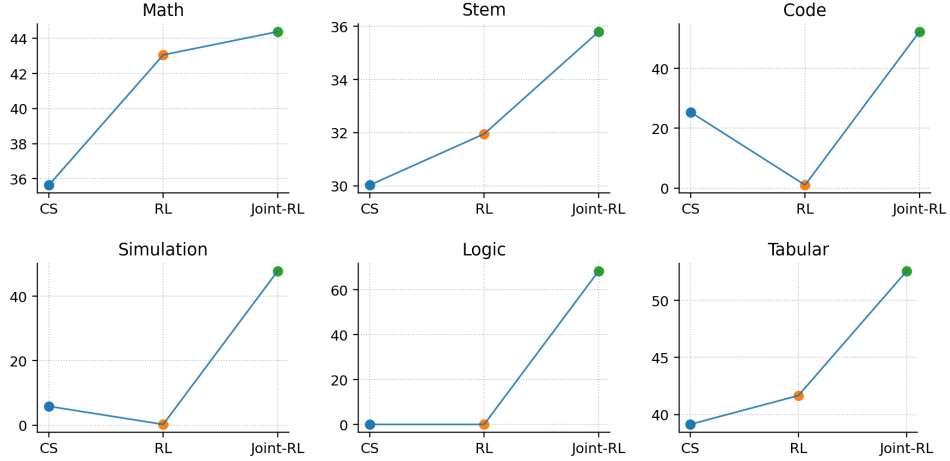 Math
44
42
40
38
36
CS
RL
Joint-RL
Stem
36
34
32
30
CS
RL
Joint-RL
Code
40
20
0
CS
RL
Joint-RL
Simulation
40
20
0
CS
RL
Joint-RL
Logic
60
40
20
0
CS
RL
Joint-RL
Tabular
50
45
40
CS
RL
Joint-RL